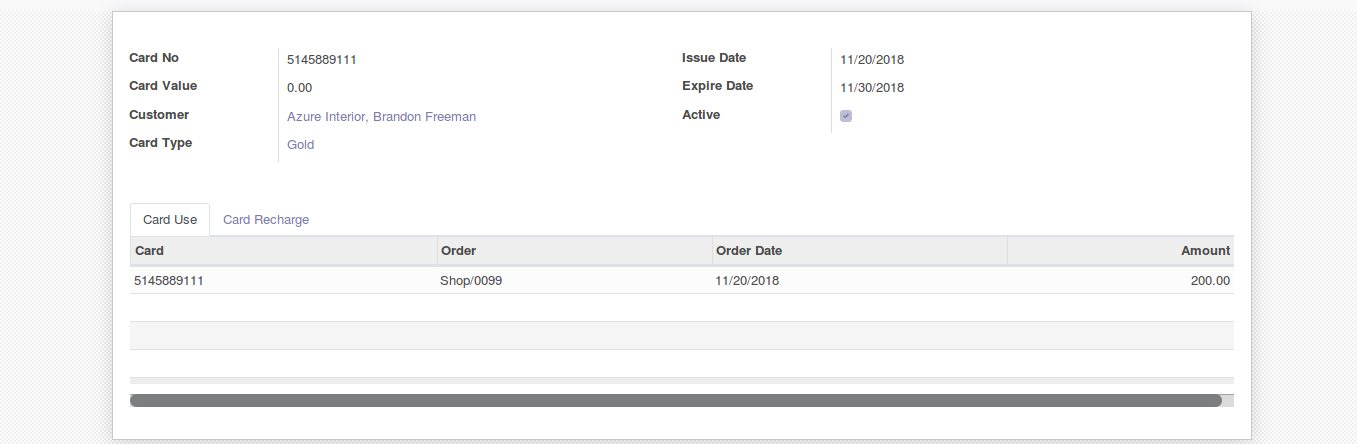 Card No 5145889111 Issue Date 11/20/2018
Card Value 0.00 Expire Date 11/30/2018
Customer Azure Interior, Brandon Freeman Active
Card Type Gold
Card Use Card Recharge
Card Order Order Date Amount
5145889111 Shop/0099 11/20/2018 200.00